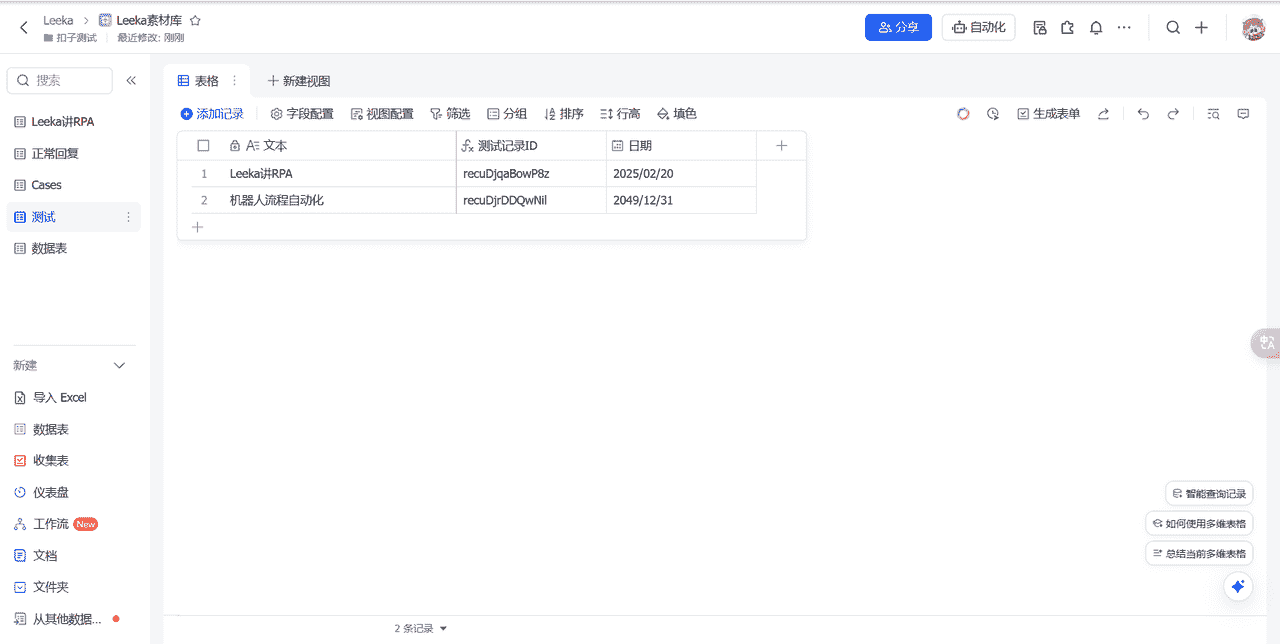 Leeka > Leeka素材库
扣子测试 最近修改: 刚刚
分享 自动化
搜索
Leeka讲RPA
正常回复
Cases
测试
数据表
新建
导入 Excel
数据表
收集表
仪表盘
工作流 New
文档
文件夹
从其他数据...
表格 新建视图
添加记录 字段配置 视图配置 筛选 分组 排序 行高 填色 生成表单
文本 测试记录ID 日期
1 Leeka讲RPA recuDjqaBowP8z 2025/02/20
2 机器人流程自动化 recuDjrDDQwNil 2049/12/31
智能查询记录
如何使用多维表格
总结当前多维表格
2 条记录